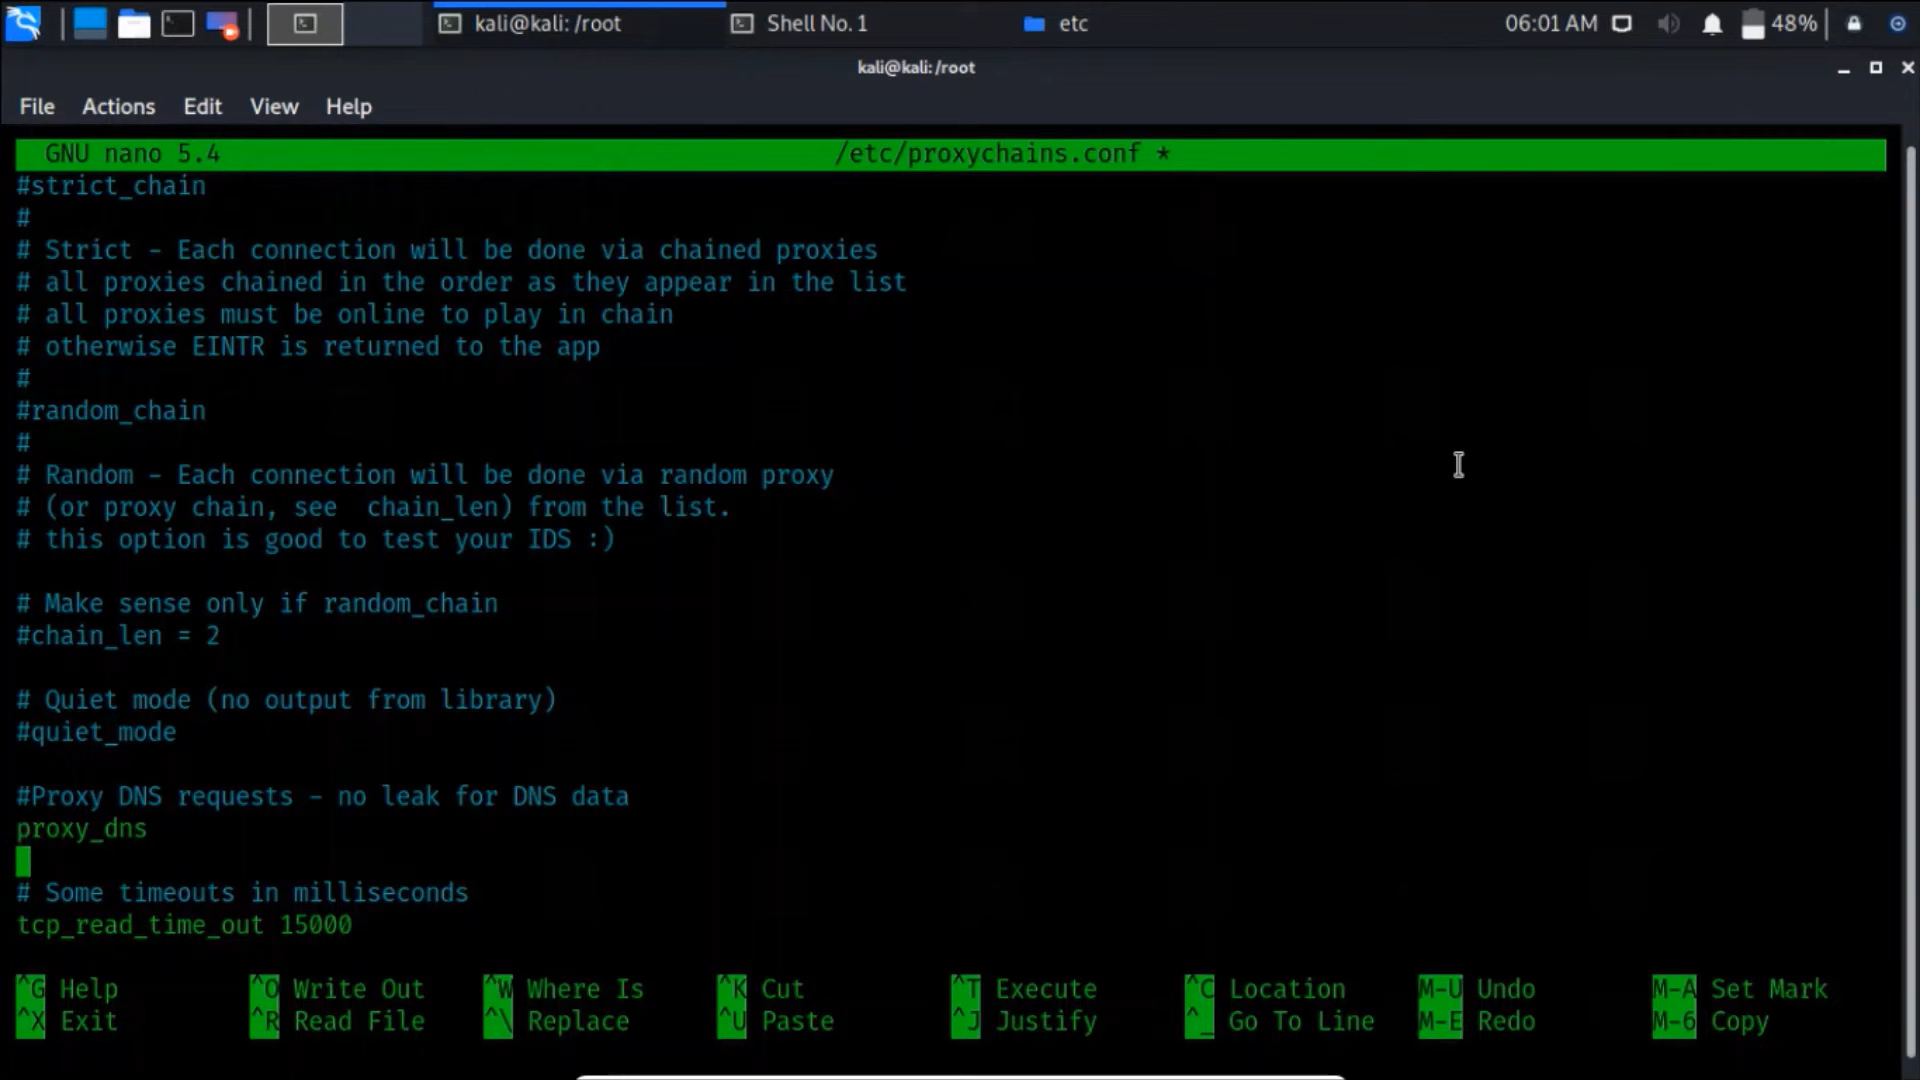 kali@kali: /root
Shell No. 1
etc
06:01 AM
48%
kali@kali:/root
File Actions Edit View Help
GNU nano 5.4 /etc/proxychains.conf *
#strict_chain
#
# Strict - Each connection will be done via chained proxies
# all proxies chained in the order as they appear in the list
# all proxies must be online to play in chain
# otherwise EINTR is returned to the app
#
#random_chain
#
# Random - Each connection will be done via random proxy
# (or proxy chain, see  chain_len) from the list.
# this option is good to test your IDS :)
# Make sense only if random_chain
#chain_len = 2
# Quiet mode (no output from library)
#quiet_mode
#Proxy DNS requests - no leak for DNS data
proxy_dns
# Some timeouts in milliseconds
tcp_read_time_out 15000
^G Help ^O Write Out ^W Where Is ^K Cut ^T Execute ^C Location M-U Undo M-A Set Mark
^X Exit ^R Read File ^\ Replace ^U Paste ^J Justify ^_ Go To Line M-E Redo M-6 Copy